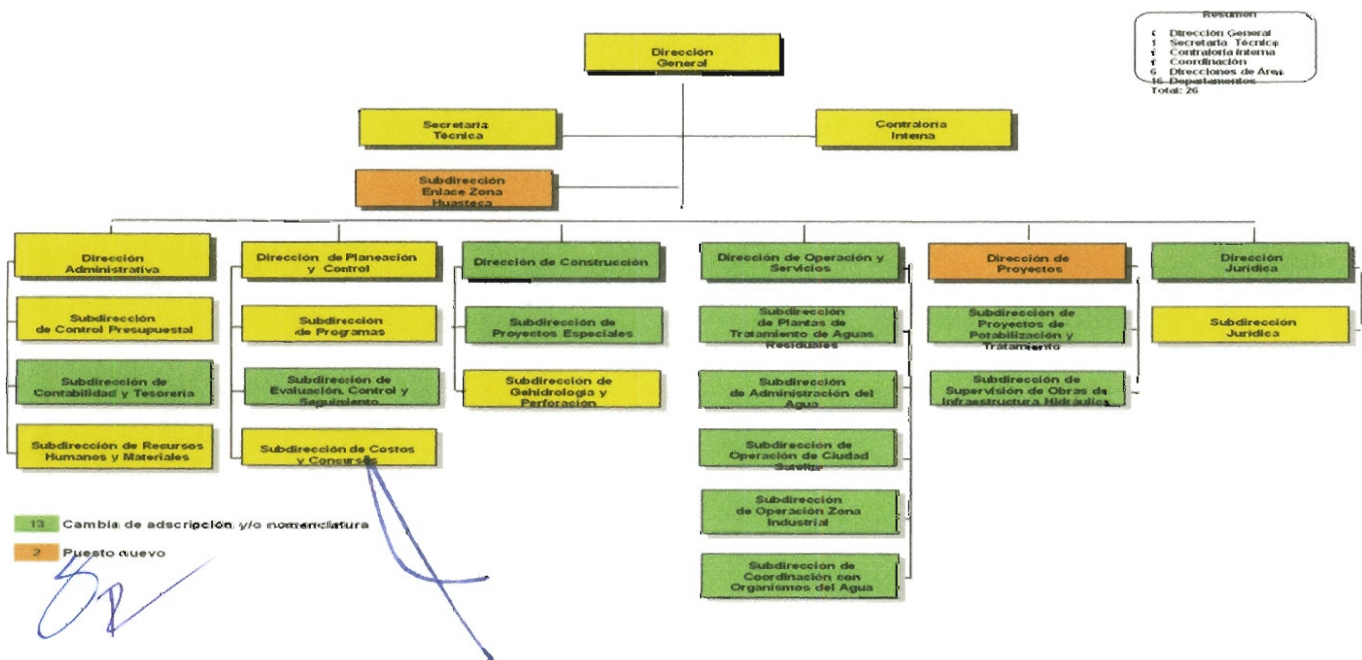 Resumen
Dirección General
1 Secretaría Técnica
Contraloría Interna
Coordinación
6 Direcciones de Área
16 Departamentos
Total: 26
Dirección
General
Secretaría
Técnica
Contraloría
Interna
Subdirección
Enlace Zona
Huasteca
Dirección
Administrativa
Subdirección
de Control Presupuestal
Subdirección de
Contabilidad y Tesorería
Subdirección de Recursos
Humanos y Materiales
Dirección de Planeación
y Control
Subdirección
de Programas
Subdirección de
Evaluación, Control y
Seguimiento
Subdirección de Costos
y Concursos
Dirección de Construcción
Subdirección de
Proyectos Especiales
Subdirección de
Gehidrología y
Perforación
Dirección de Operación y
Servicios
Subdirección
de Plantas de
Tratamiento de Aguas
Residuales
Subdirección
de Administración del
Agua
Subdirección de
Operación de Ciudad
Satélite
Subdirección
de Operación Zona
Industrial
Subdirección de
Coordinación con
Organismos del Agua
Dirección de
Proyectos
Subdirección de
Proyectos de
Potabilización y
Tratamiento
Subdirección de
Supervisión de Obras de
Infraestructura Hidráulica
Dirección
Jurídica
Subdirección
Jurídica
13 Cambia de adscripción y/o nomenclatura
2 Puesto nuevo